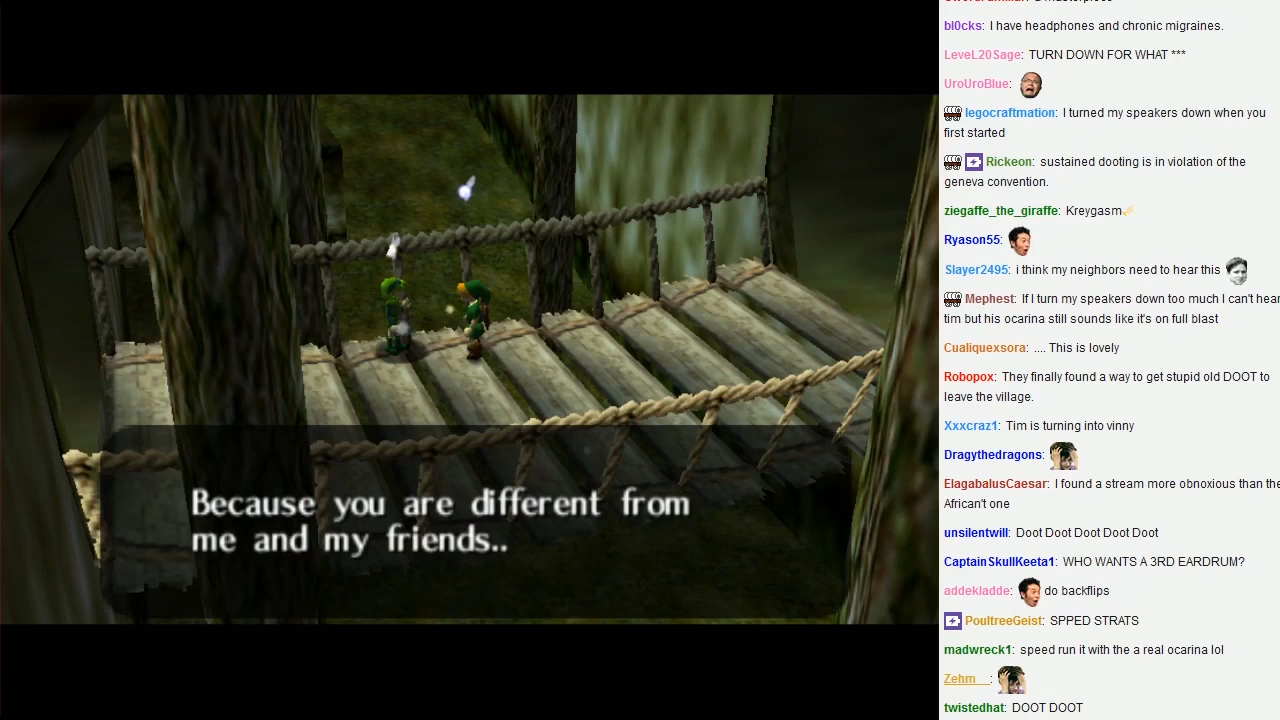 Because you are different from
me and my friends..
bl0cks: I have headphones and chronic migraines.
LeveL20Sage: TURN DOWN FOR WHAT ***
UroUroBlue:
legocraftmation: I turned my speakers down when you
first started
Rickeon: sustained dooting is in violation of the
geneva convention.
ziegaffe_the_giraffe: Kreygasm
Ryason55:
Slayer2495: i think my neighbors need to hear this
Mephest: If I turn my speakers down too much I can't hear
tim but his ocarina still sounds like it's on full blast
Cualiquexsora: .... This is lovely
Robopox: They finally found a way to get stupid old DOOT to
leave the village.
Xxxcraz1: Tim is turning into vinny
Dragythedragons:
ElagabalusCaesar: I found a stream more obnoxious than the
African't one
unsilentwill: Doot Doot Doot Doot Doot
CaptainSkullKeeta1: WHO WANTS A 3RD EARDRUM?
addekladde: do backflips
PoultreeGeist: SPPED STRATS
madwreck1: speed run it with the a real ocarina lol
Zehm__:
twistedhat: DOOT DOOT